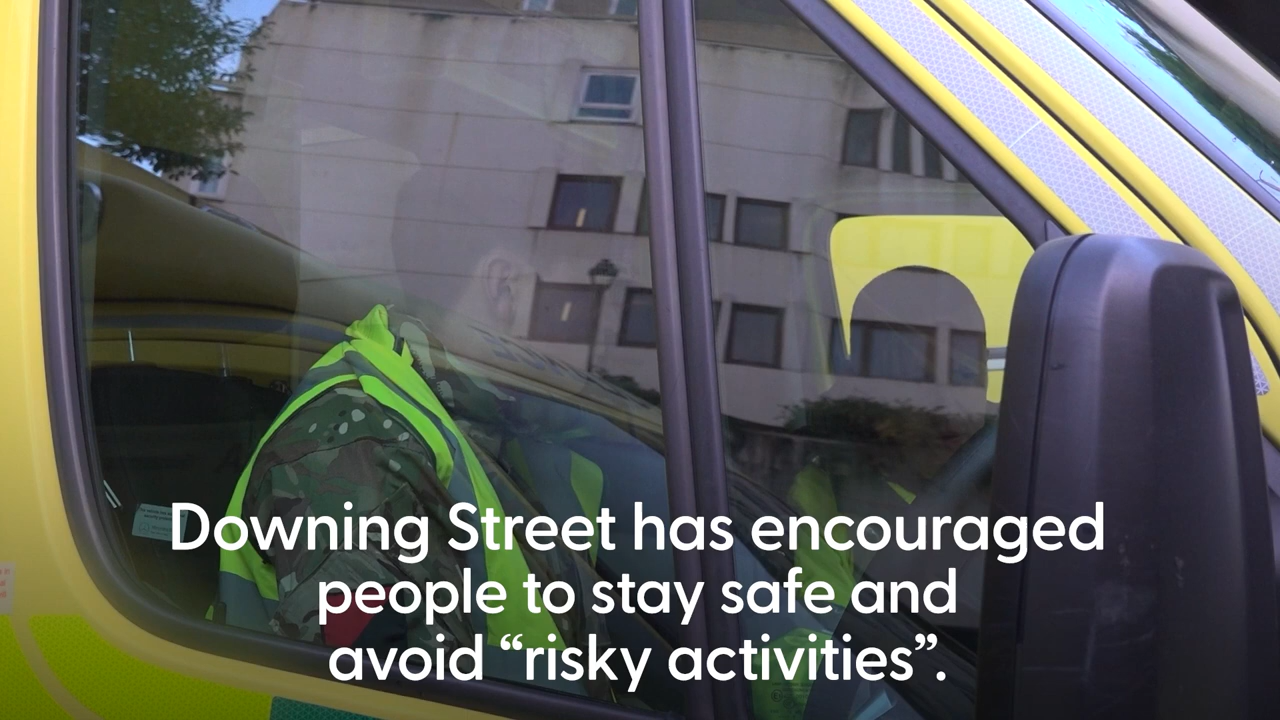 Downing Street has encouraged
people to stay safe and
avoid “risky activities”.